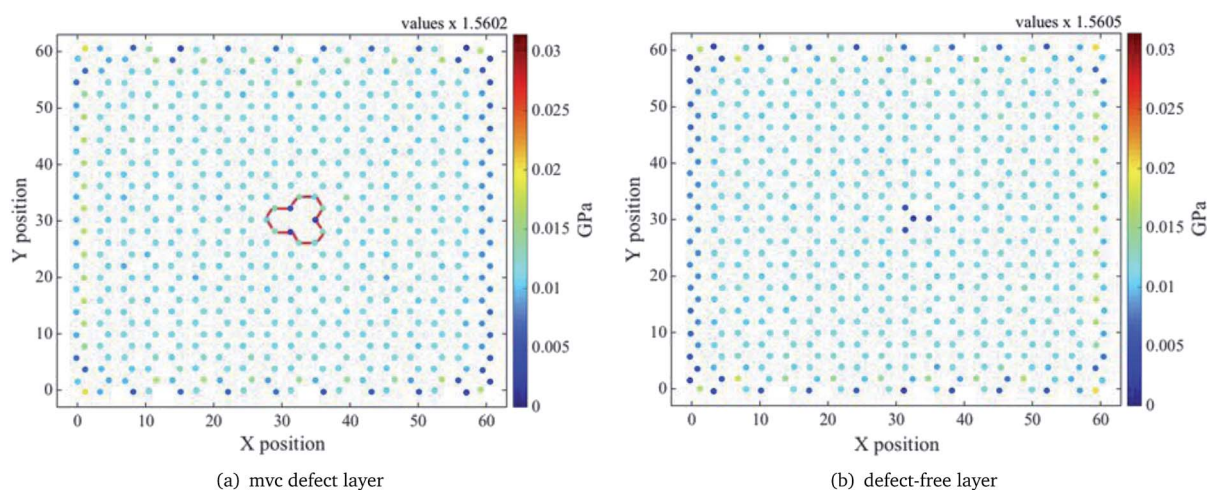 values x 1.5602
60
50
40
30
20
10
0
Y position
0 10 20 30 40 50 60
X position
0.03
0.025
0.02
0.015
0.01
0.005
0
GPa
(a) mvc defect layer
values x 1.5605
60
50
40
30
20
10
0
Y position
0 10 20 30 40 50 60
X position
0.03
0.025
0.02
0.015
0.01
0.005
0
GPa
(b) defect-free layer